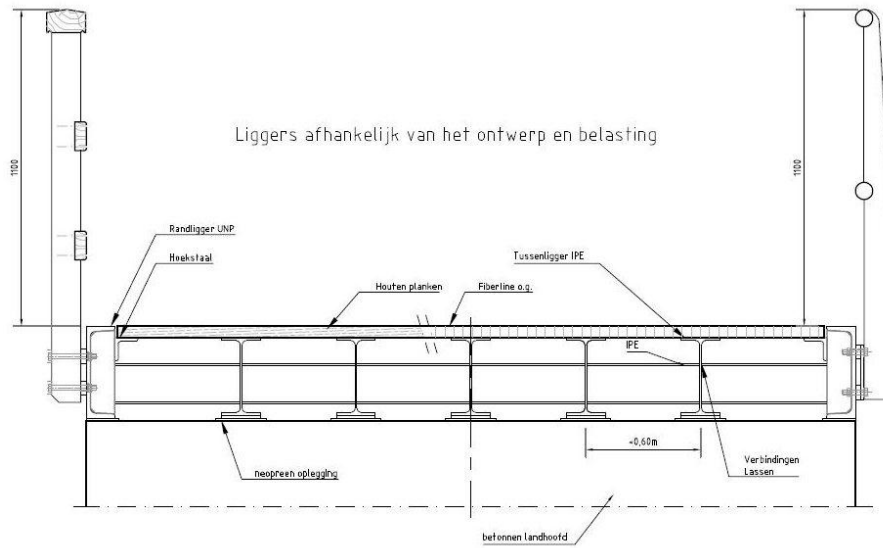 1100
Liggers afhankelijk van het ontwerp en belasting
1100
Randligger UNP
Hoekstaal
Tussenligger IPE
Houten planken
Fiberline o.g.
IPE
=0,60m
neopreen oplegging
Verbindingen
Lassen
betonnen landhoofd